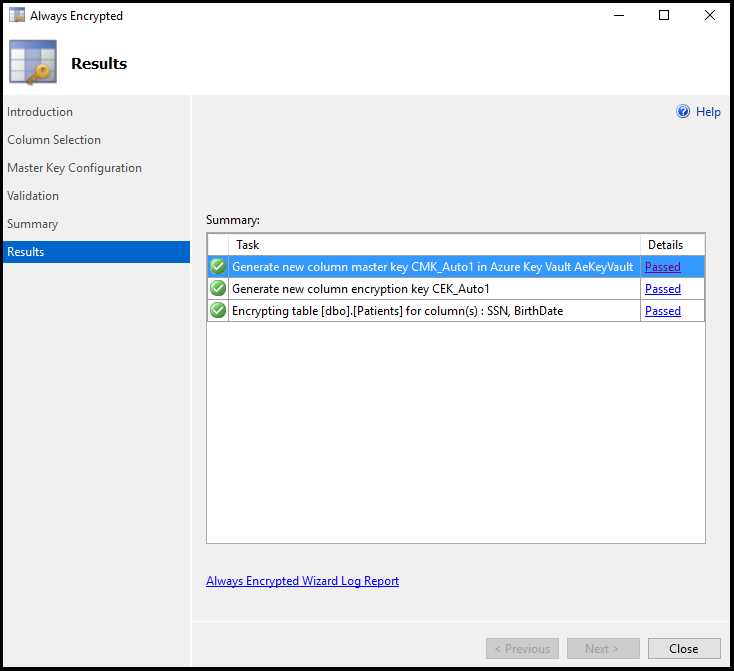 Always Encrypted
Results
Introduction
Column Selection
Master Key Configuration
Validation
Summary
Results
Help
Summary:
Task Details
Generate new column master key CMK_Auto1 in Azure Key Vault AeKeyVault Passed
Generate new column encryption key CEK_Auto1 Passed
Encrypting table [dbo].[Patients] for column(s) : SSN, BirthDate Passed
Always Encrypted Wizard Log Report
< Previous Next > Close